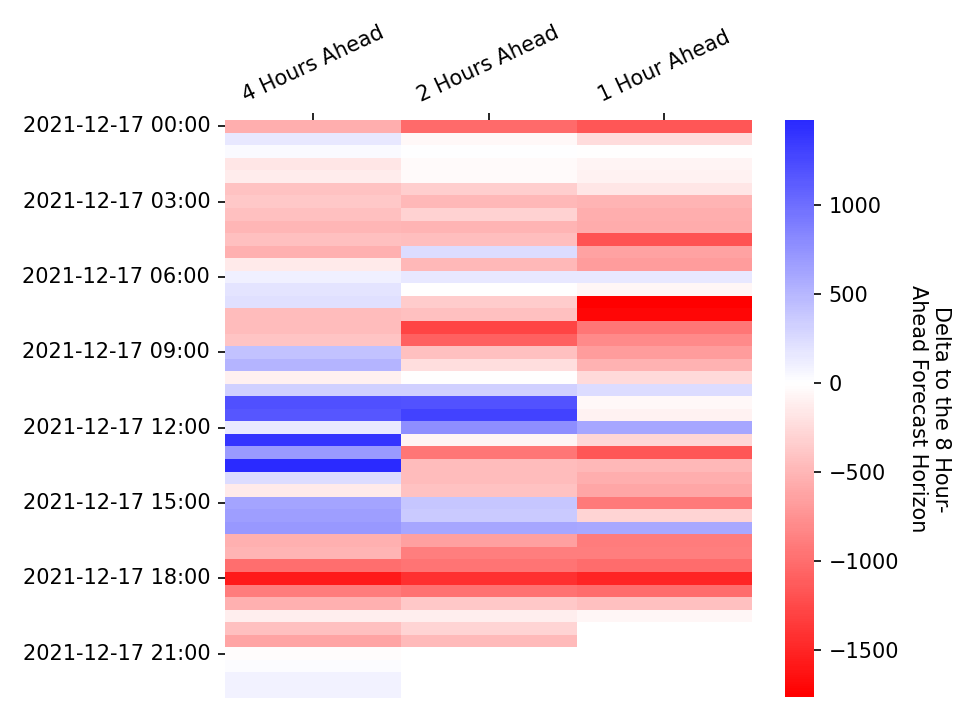 4 Hours Ahead
2 Hours Ahead
1 Hour Ahead
2021-12-17 00:00
2021-12-17 03:00
2021-12-17 06:00
2021-12-17 09:00
2021-12-17 12:00
2021-12-17 15:00
2021-12-17 18:00
2021-12-17 21:00
1000
500
0
−500
−1000
−1500
Delta to the 8 Hour-
Ahead Forecast Horizon